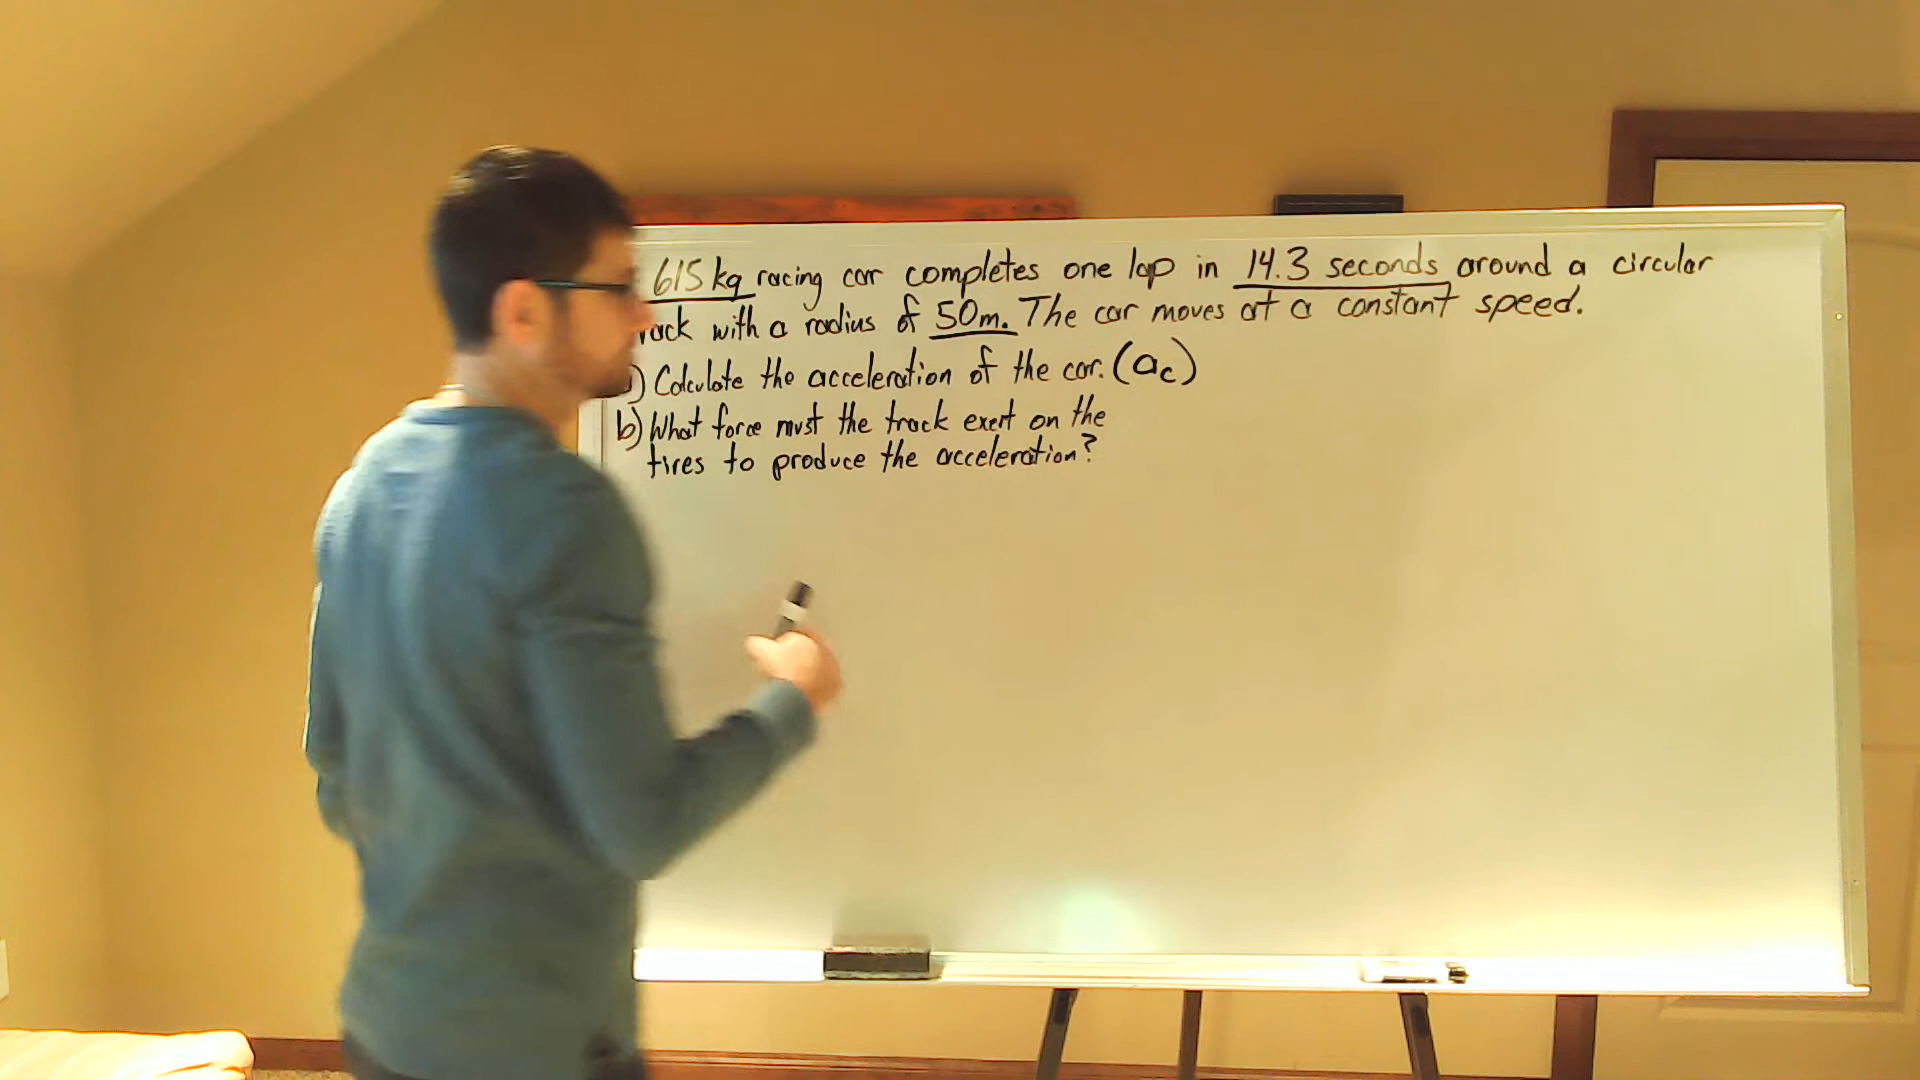 615 kg racing car completes one lap in 14.3 seconds around a circular
with a radius of 50m. The car moves at a constant speed.
) Calculate the acceleration of the car. (ac)
b) What force must the track exert on the
tires to produce the acceleration?